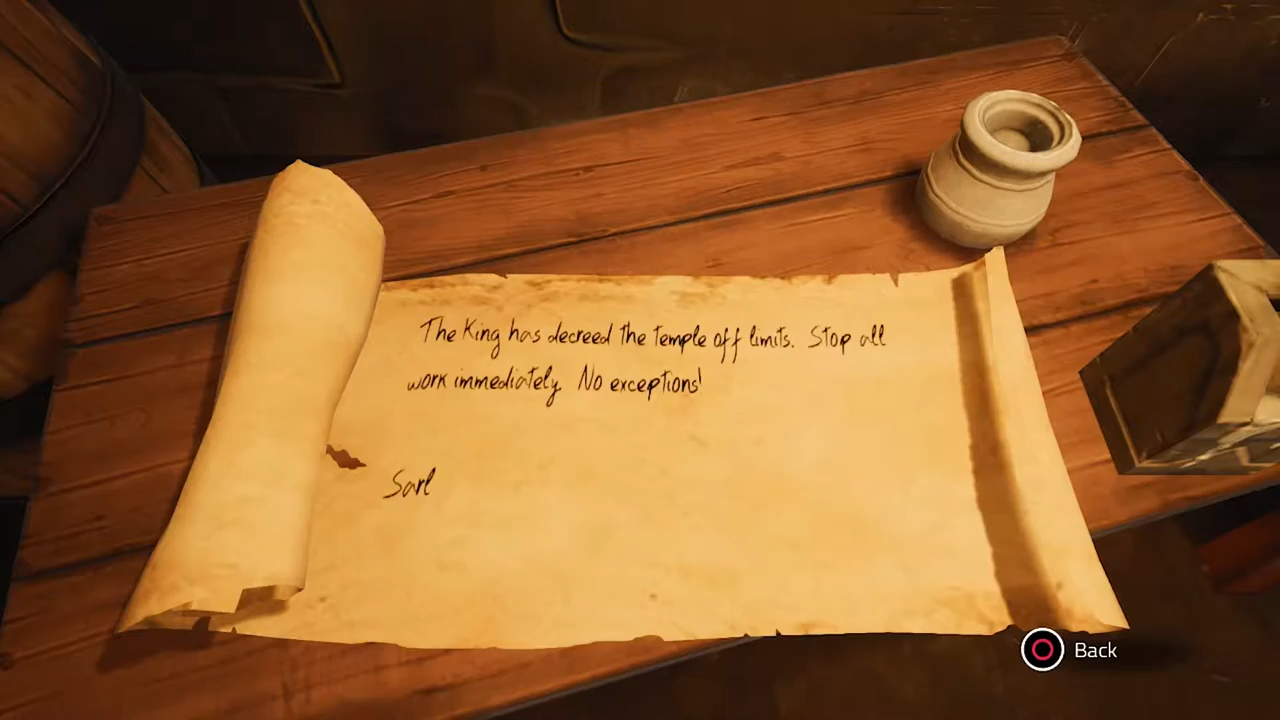 The King has decreed the temple off limits. Stop all
work immediately. No exceptions!
Sarl
Back